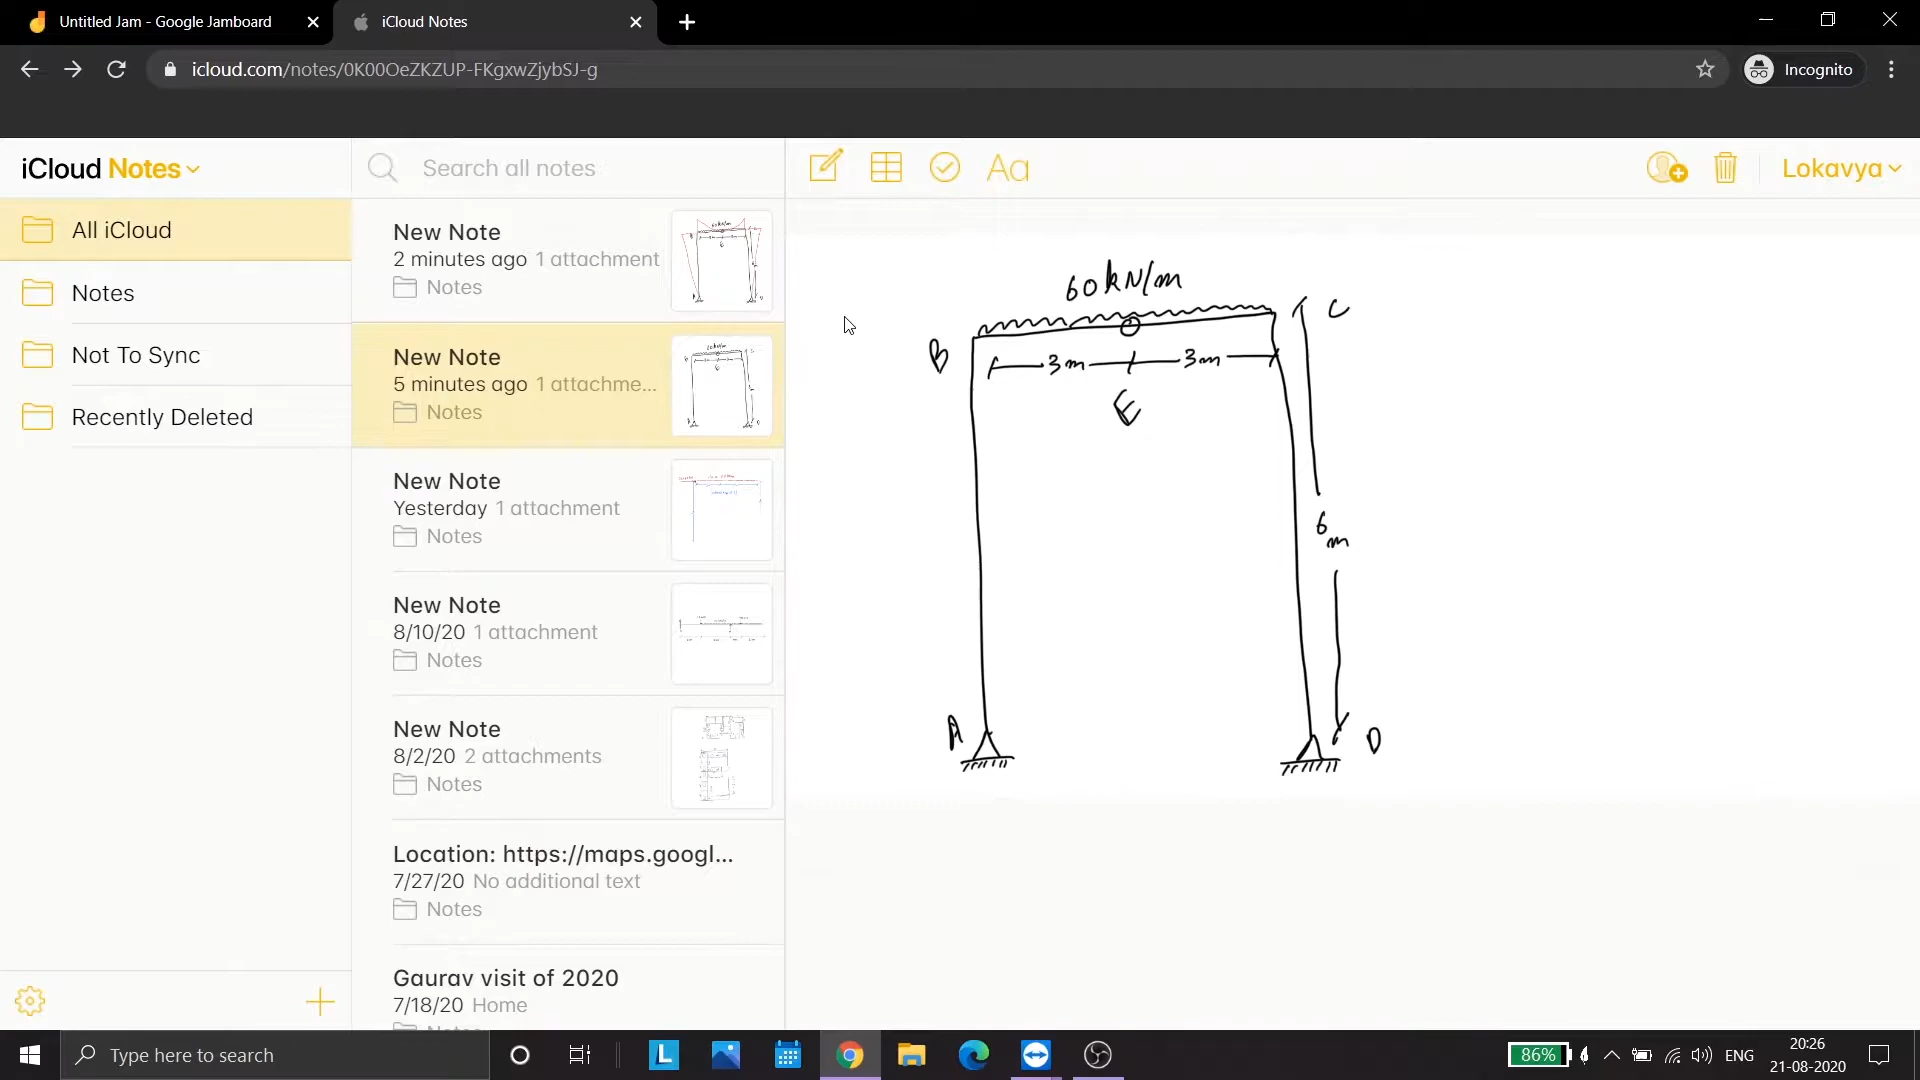 Untitled Jam - Google Jamboard
iCloud Notes
icloud.com/notes/0K00OeZKZUP-FKgxwZjybSJ-g
Incognito
iCloud Notes
Search all notes
Aa
Lokavya
All iCloud
Notes
Not To Sync
Recently Deleted
New Note
2 minutes ago 1 attachment
Notes
New Note
5 minutes ago 1 attachme...
Notes
New Note
Yesterday 1 attachment
Notes
New Note
8/10/20 1 attachment
Notes
New Note
8/2/20 2 attachments
Notes
Location: https://maps.googl...
7/27/20 No additional text
Notes
Gaurav visit of 2020
7/18/20 Home
Notes
60kN/m
B
C
3m
3m
E
6
m
A
D
Type here to search
L
86%
ENG
20:26
21-08-2020